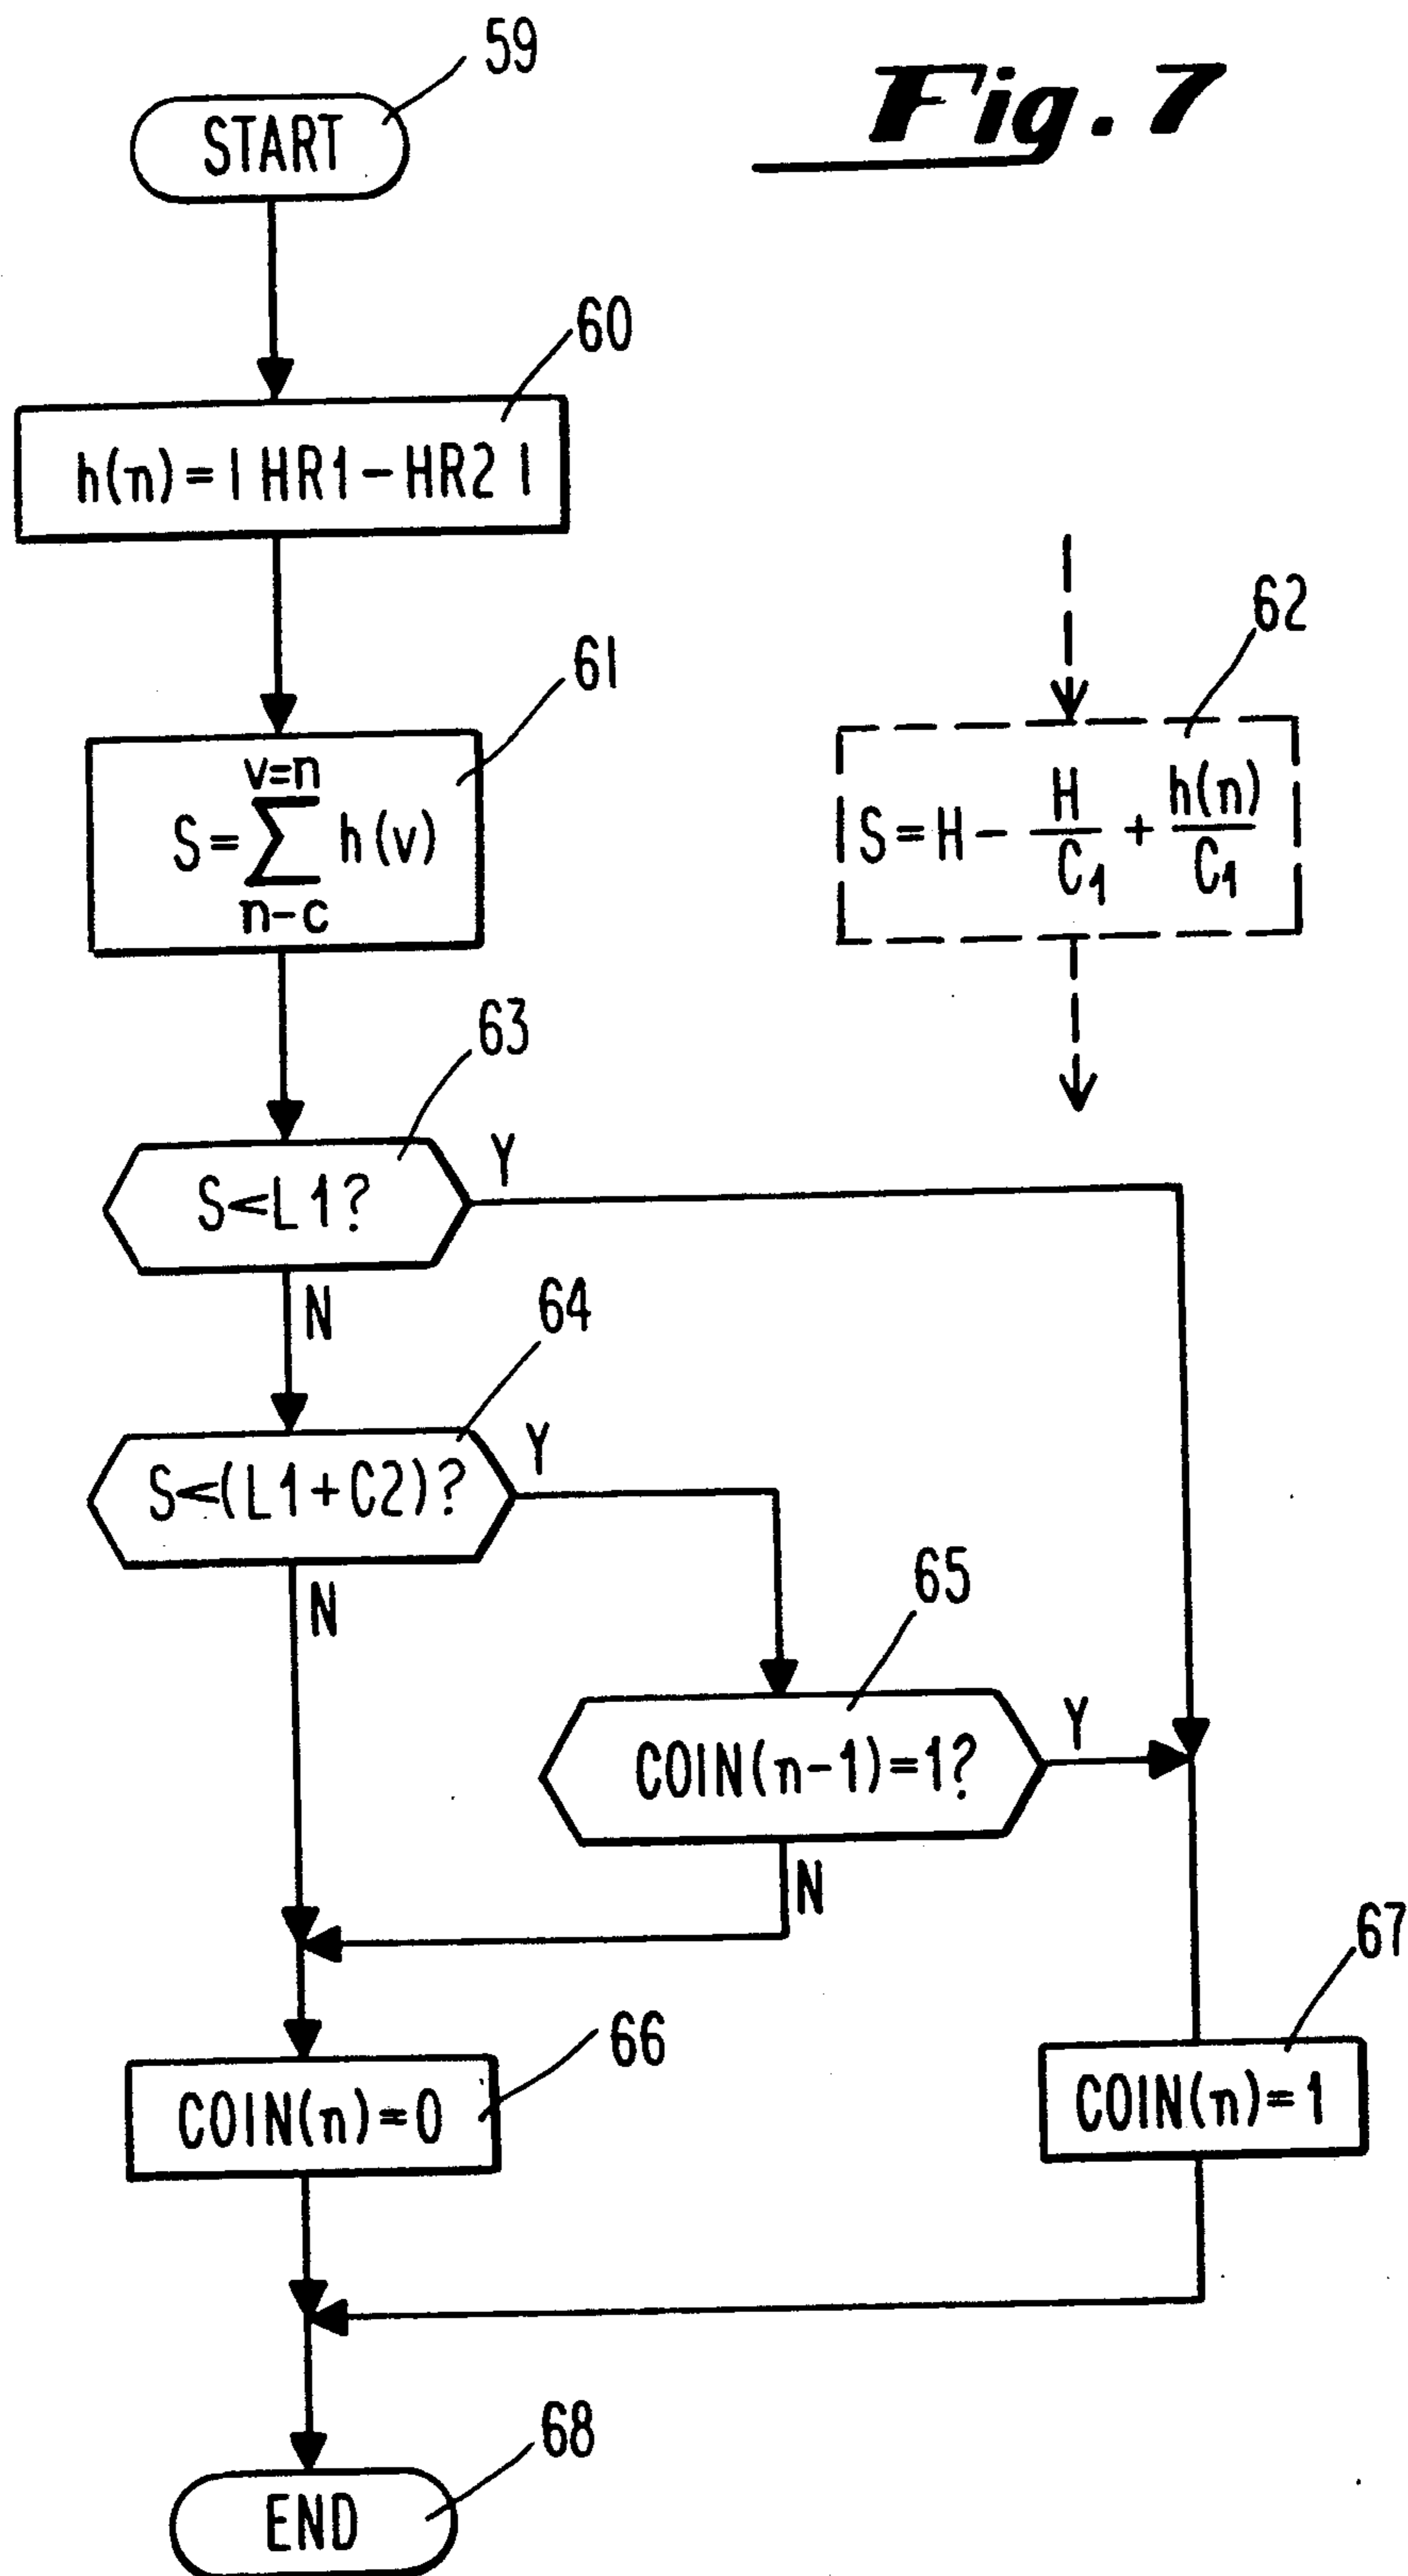 Fig. 7
59
START
60
h(n) = | HR1 - HR2 |
61
v=n
S = ∑ h(v)
n-c
62
S = H - H/C1 + h(n)/C1
63
S<L1?
Y
N
64
S<(L1+C2)?
Y
N
65
COIN(n-1)=1?
Y
N
66
COIN(n)=0
67
COIN(n)=1
68
END